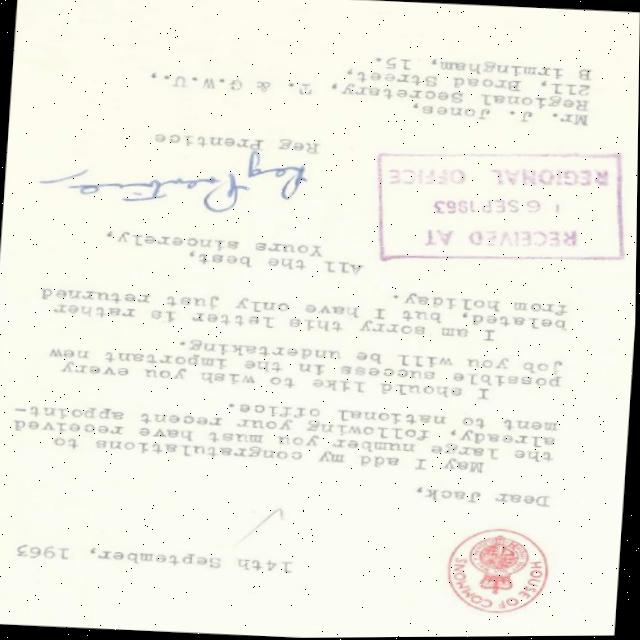 HOUSE OF COMMONS
14th September, 1963
Dear Jack,
May I add my congratulations to
the large number you must have received
already, following your recent appoint-
ment to national office.
I should like to wish you every
possible success in the important new
job you will be undertaking.
I am sorry this letter is rather
belated, but I have only just returned
from holiday.
All the best,
Yours sincerely,
RECEIVED AT
16 SEP 1963
REGIONAL OFFICE
Reg Prentice
Reg Prentice
Mr. J. Jones,
Regional Secretary, T. & G.W.U.,
211, Broad Street,
Birmingham, 15.